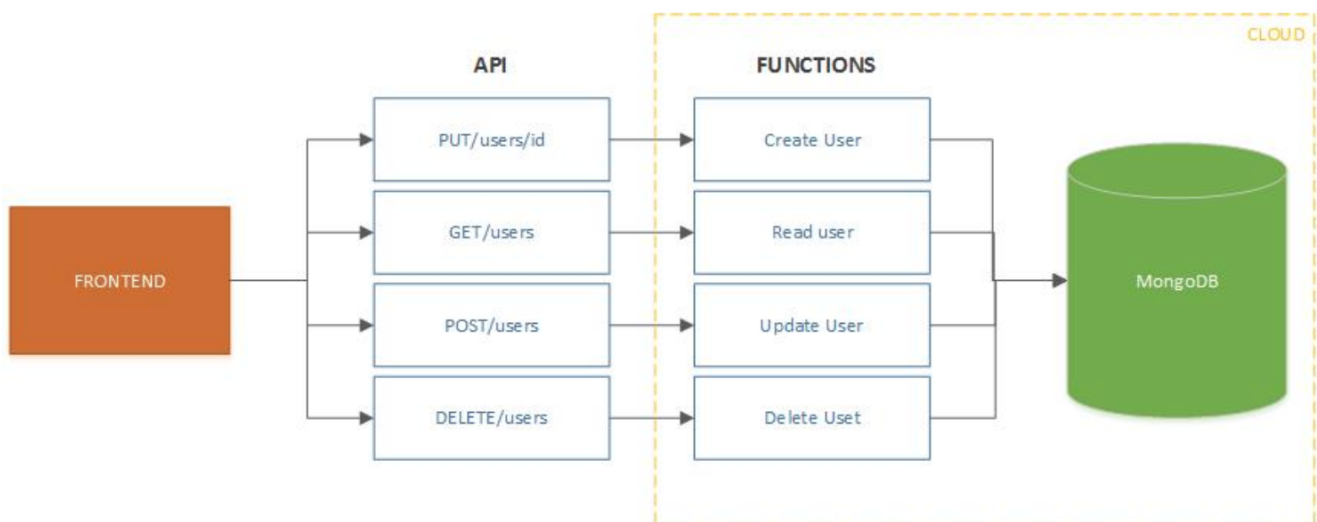 CLOUD
API
FUNCTIONS
PUT/users/id
Create User
GET/users
Read user
FRONTEND
MongoDB
POST/users
Update User
DELETE/users
Delete Uset